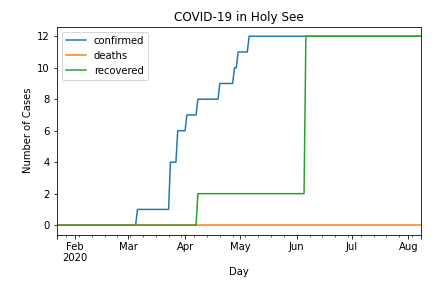 COVID-19 in Holy See
confirmed
deaths
recovered
12
10
8
6
4
2
0
Number of Cases
Feb Mar Apr May Jun Jul Aug
2020
Day